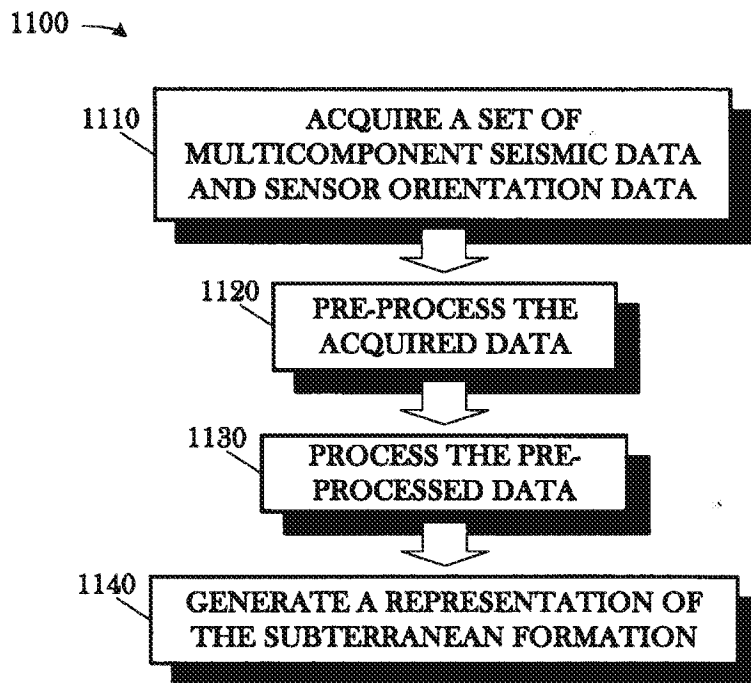 1100
1110
ACQUIRE A SET OF
MULTICOMPONENT SEISMIC DATA
AND SENSOR ORIENTATION DATA
1120
PRE-PROCESS THE
ACQUIRED DATA
1130
PROCESS THE PRE-
PROCESSED DATA
1140
GENERATE A REPRESENTATION OF
THE SUBTERRANEAN FORMATION